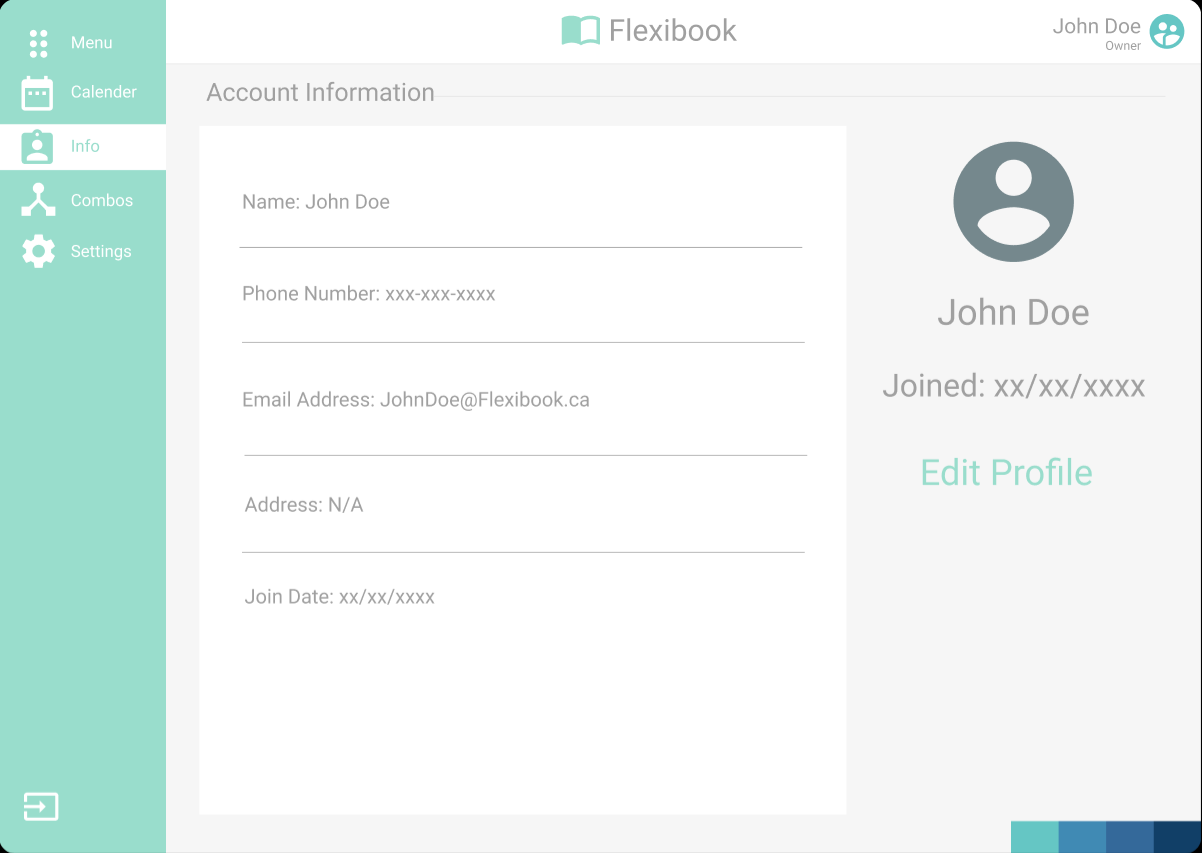 Menu
Calender
Info
Combos
Settings
Flexibook
John Doe
Owner
Account Information
Name: John Doe
Phone Number: xxx-xxx-xxxx
Email Address: JohnDoe@Flexibook.ca
Address: N/A
Join Date: xx/xx/xxxx
John Doe
Joined: xx/xx/xxxx
Edit Profile